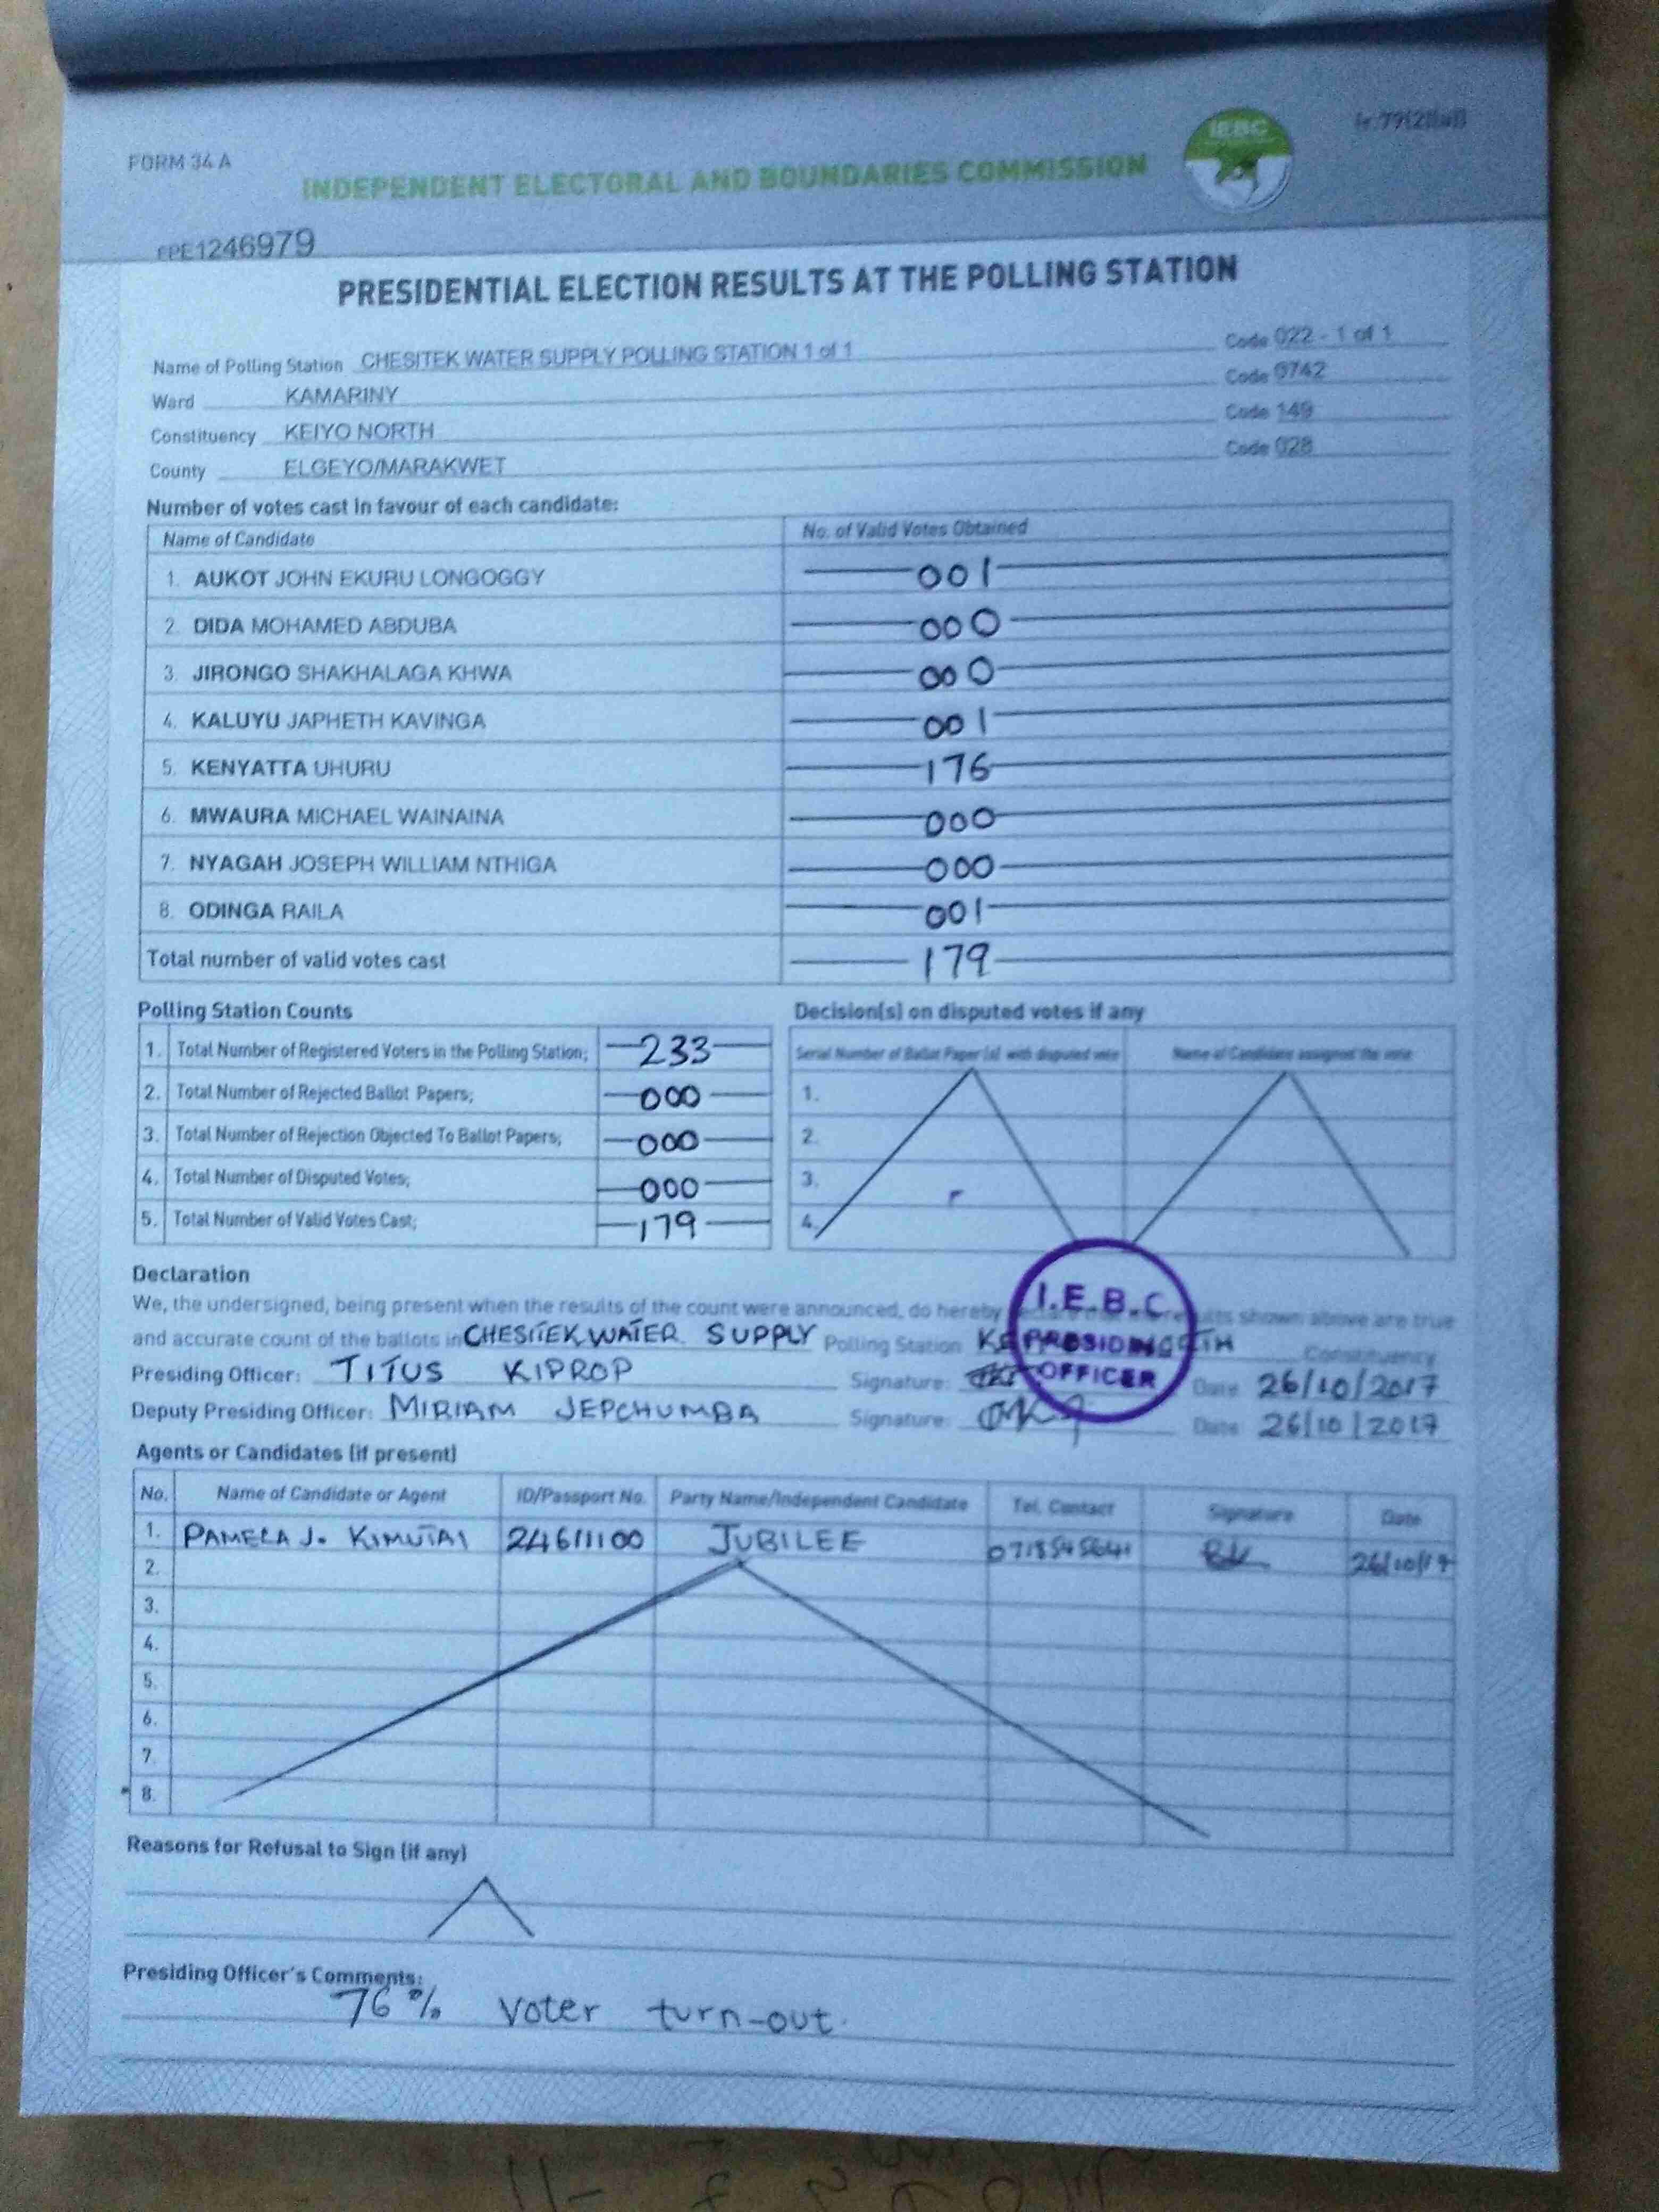 FORM 34 A
INDEPENDENT ELECTORAL AND BOUNDARIES COMMISSION
IEBC
EPE1246979
PRESIDENTIAL ELECTION RESULTS AT THE POLLING STATION
Name of Polling Station CHESITEK WATER SUPPLY POLLING STATION 1 of 1 Code 022 - 1 of 1
Ward KAMARINY Code 0742
Constituency KEIYO NORTH Code 149
County ELGEYO/MARAKWET Code 028
Number of votes cast in favour of each candidate:
Name of Candidate No. of Valid Votes Obtained
1. AUKOT JOHN EKURU LONGOGGY 001
2. DIDA MOHAMED ABDUBA 000
3. JIRONGO SHAKHALAGA KHWA 000
4. KALUYU JAPHETH KAVINGA 001
5. KENYATTA UHURU 176
6. MWAURA MICHAEL WAINAINA 000
7. NYAGAH JOSEPH WILLIAM NTHIGA 000
8. ODINGA RAILA 001
Total number of valid votes cast 179
Polling Station Counts
1. Total Number of Registered Voters in the Polling Station; 233
2. Total Number of Rejected Ballot Papers; 000
3. Total Number of Rejection Objected To Ballot Papers; 000
4. Total Number of Disputed Votes; 000
5. Total Number of Valid Votes Cast; 179
Decision(s) on disputed votes if any
Serial Number of Ballot Paper(s) with disputed vote Name of Candidate assigned the vote
1.
2.
3.
4.
Declaration
We, the undersigned, being present when the results of the count were announced, do hereby results shown above are true
and accurate count of the ballots in CHESITEK WATER SUPPLY Polling Station Constituency
I.E.B.C
PRESIDING
OFFICER
Presiding Officer: TITUS KIPROP Signature: Date 26/10/2017
Deputy Presiding Officer: MIRIAM JEPCHUMBA Signature: Date 26/10/2017
Agents or Candidates (if present)
No. Name of Candidate or Agent ID/Passport No. Party Name/Independent Candidate Tel. Contact Signature Date
1. PAMELA J. KIMUTAI 24611100 JUBILEE 26/10/17
2.
3.
4.
5.
6.
7.
8.
Reasons for Refusal to Sign (if any)
Presiding Officer's Comments:
76% Voter turn-out.